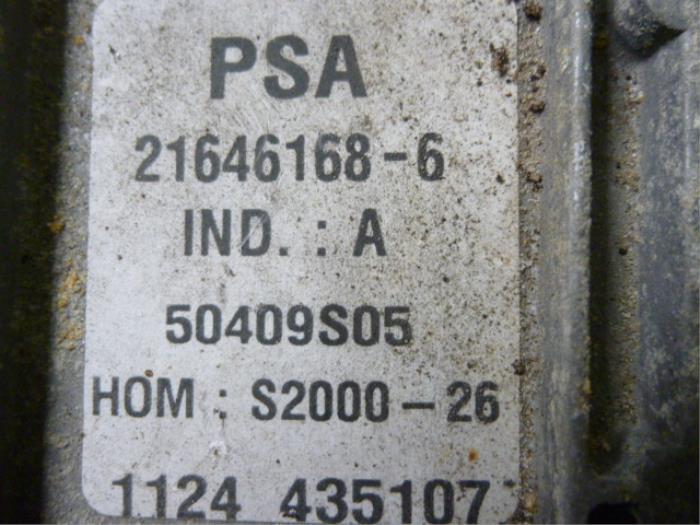 PSA
21646168-6
IND. : A
50409S05
HOM : S2000-26
1124 435107